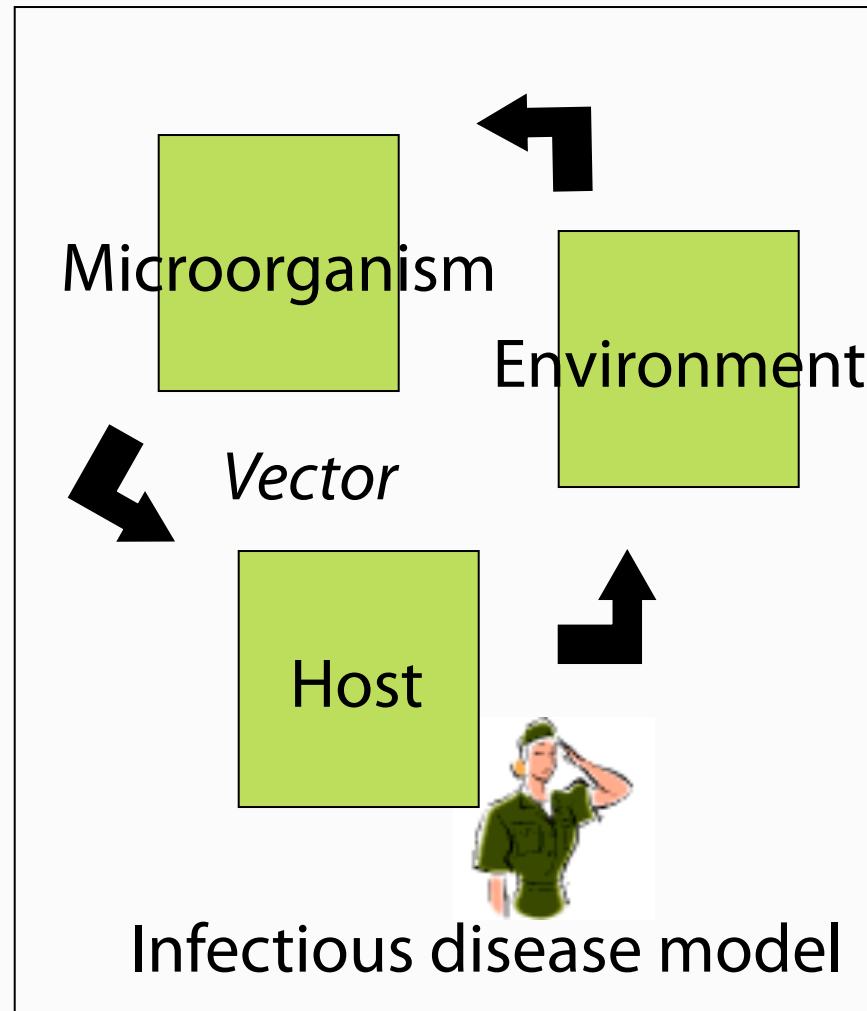 Microorganism
Environment
Vector
Host
Infectious disease model